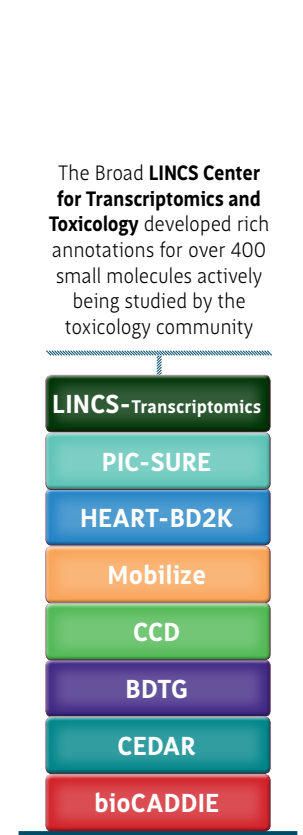 The Broad LINCS Center
for Transcriptomics and
Toxicology developed rich
annotations for over 400
small molecules actively
being studied by the
toxicology community
LINCS-Transcriptomics
PIC-SURE
HEART-BD2K
Mobilize
CCD
BDTG
CEDAR
bioCADDIE